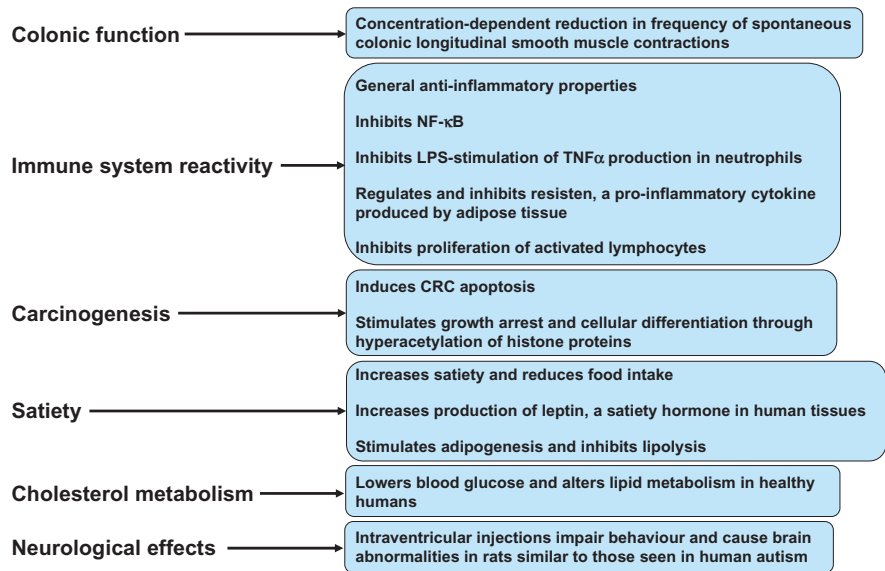 Colonic function
Concentration-dependent reduction in frequency of spontaneous
colonic longitudinal smooth muscle contractions
Immune system reactivity
General anti-inflammatory properties
Inhibits NF-κB
Inhibits LPS-stimulation of TNFα production in neutrophils
Regulates and inhibits resisten, a pro-inflammatory cytokine
produced by adipose tissue
Inhibits proliferation of activated lymphocytes
Carcinogenesis
Induces CRC apoptosis
Stimulates growth arrest and cellular differentiation through
hyperacetylation of histone proteins
Satiety
Increases satiety and reduces food intake
Increases production of leptin, a satiety hormone in human tissues
Stimulates adipogenesis and inhibits lipolysis
Cholesterol metabolism
Lowers blood glucose and alters lipid metabolism in healthy
humans
Neurological effects
Intraventricular injections impair behaviour and cause brain
abnormalities in rats similar to those seen in human autism